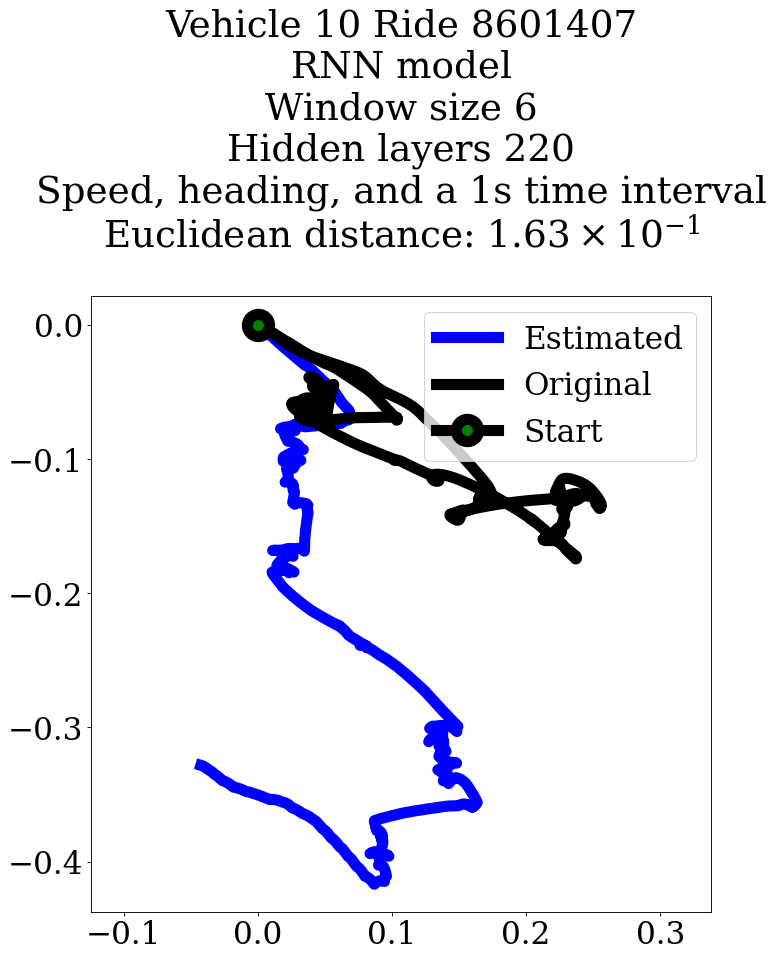 Vehicle 10 Ride 8601407
RNN model
Window size 6
Hidden layers 220
Speed, heading, and a 1s time interval
Euclidean distance: 1.63 × 10⁻¹
Estimated
Original
Start
0.0
−0.1
−0.2
−0.3
−0.4
−0.1 0.0 0.1 0.2 0.3